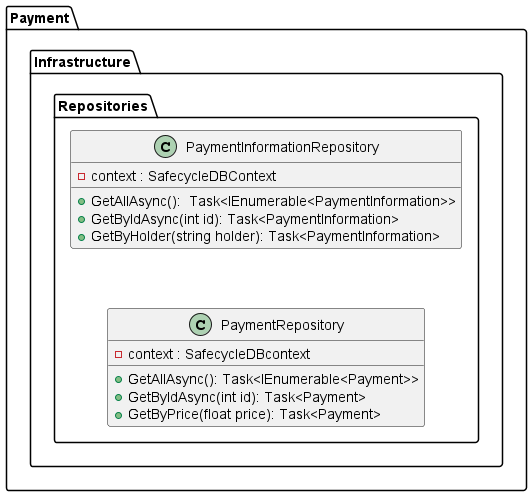 Payment
Infrastructure
Repositories
C PaymentInformationRepository
context : SafecycleDBContext
GetAllAsync():  Task<IEnumerable<PaymentInformation>>
GetByIdAsync(int id): Task<PaymentInformation>
GetByHolder(string holder): Task<PaymentInformation>
C PaymentRepository
context : SafecycleDBcontext
GetAllAsync(): Task<IEnumerable<Payment>>
GetByIdAsync(int id): Task<Payment>
GetByPrice(float price): Task<Payment>